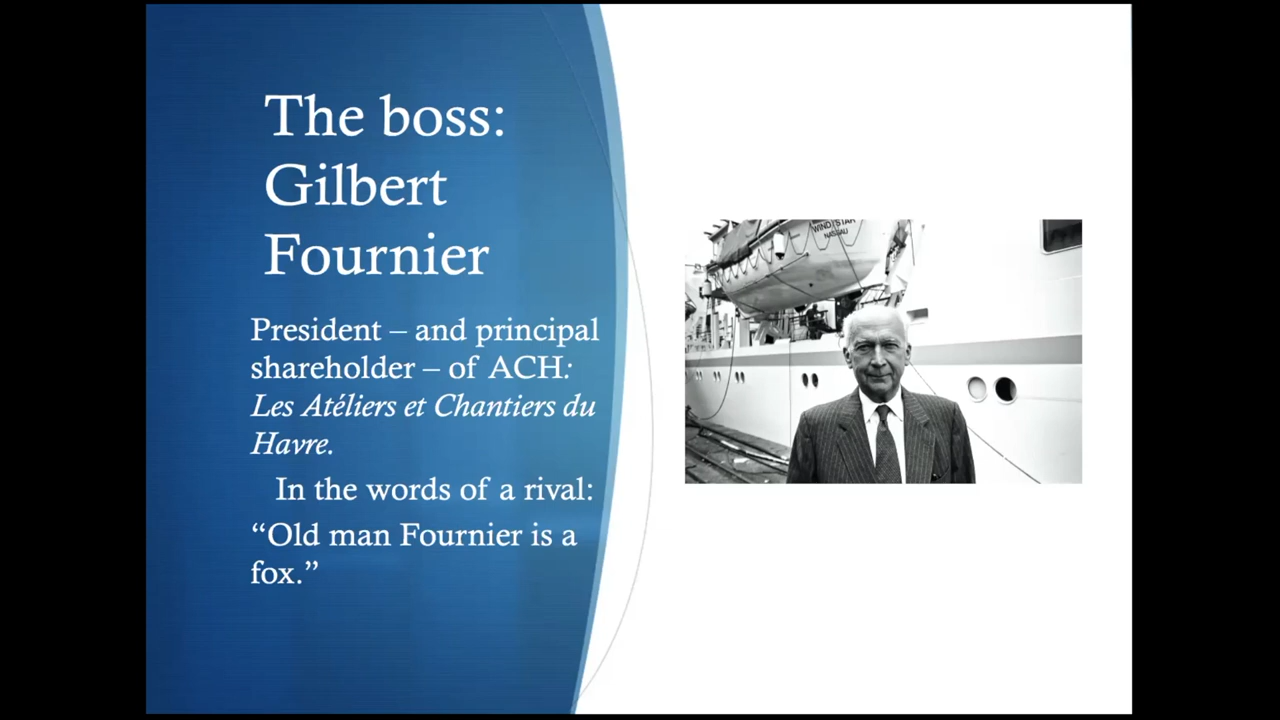 The boss:
Gilbert
Fournier
President – and principal
shareholder – of ACH:
Les Atéliers et Chantiers du
Havre.
In the words of a rival:
“Old man Fournier is a
fox.”
WIND STAR
NASSAU